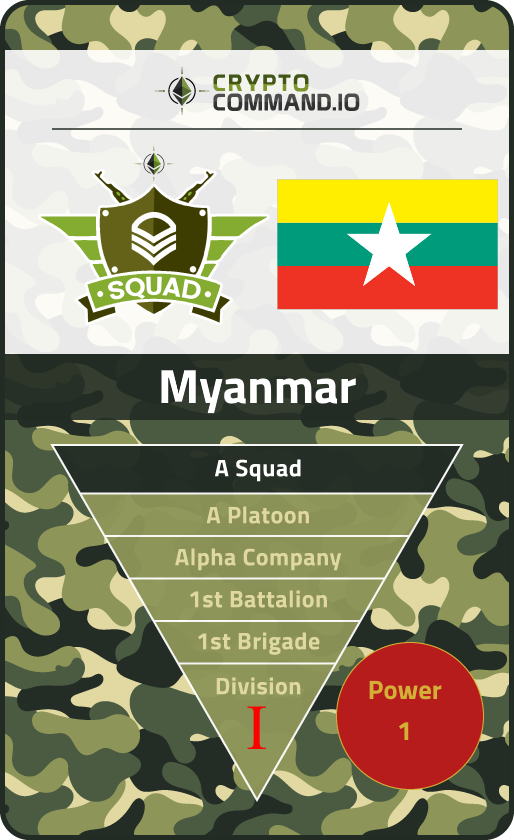 CRYPTO
COMMAND.IO
SQUAD
Myanmar
A Squad
A Platoon
Alpha Company
1st Battalion
1st Brigade
Division
I
Power
1